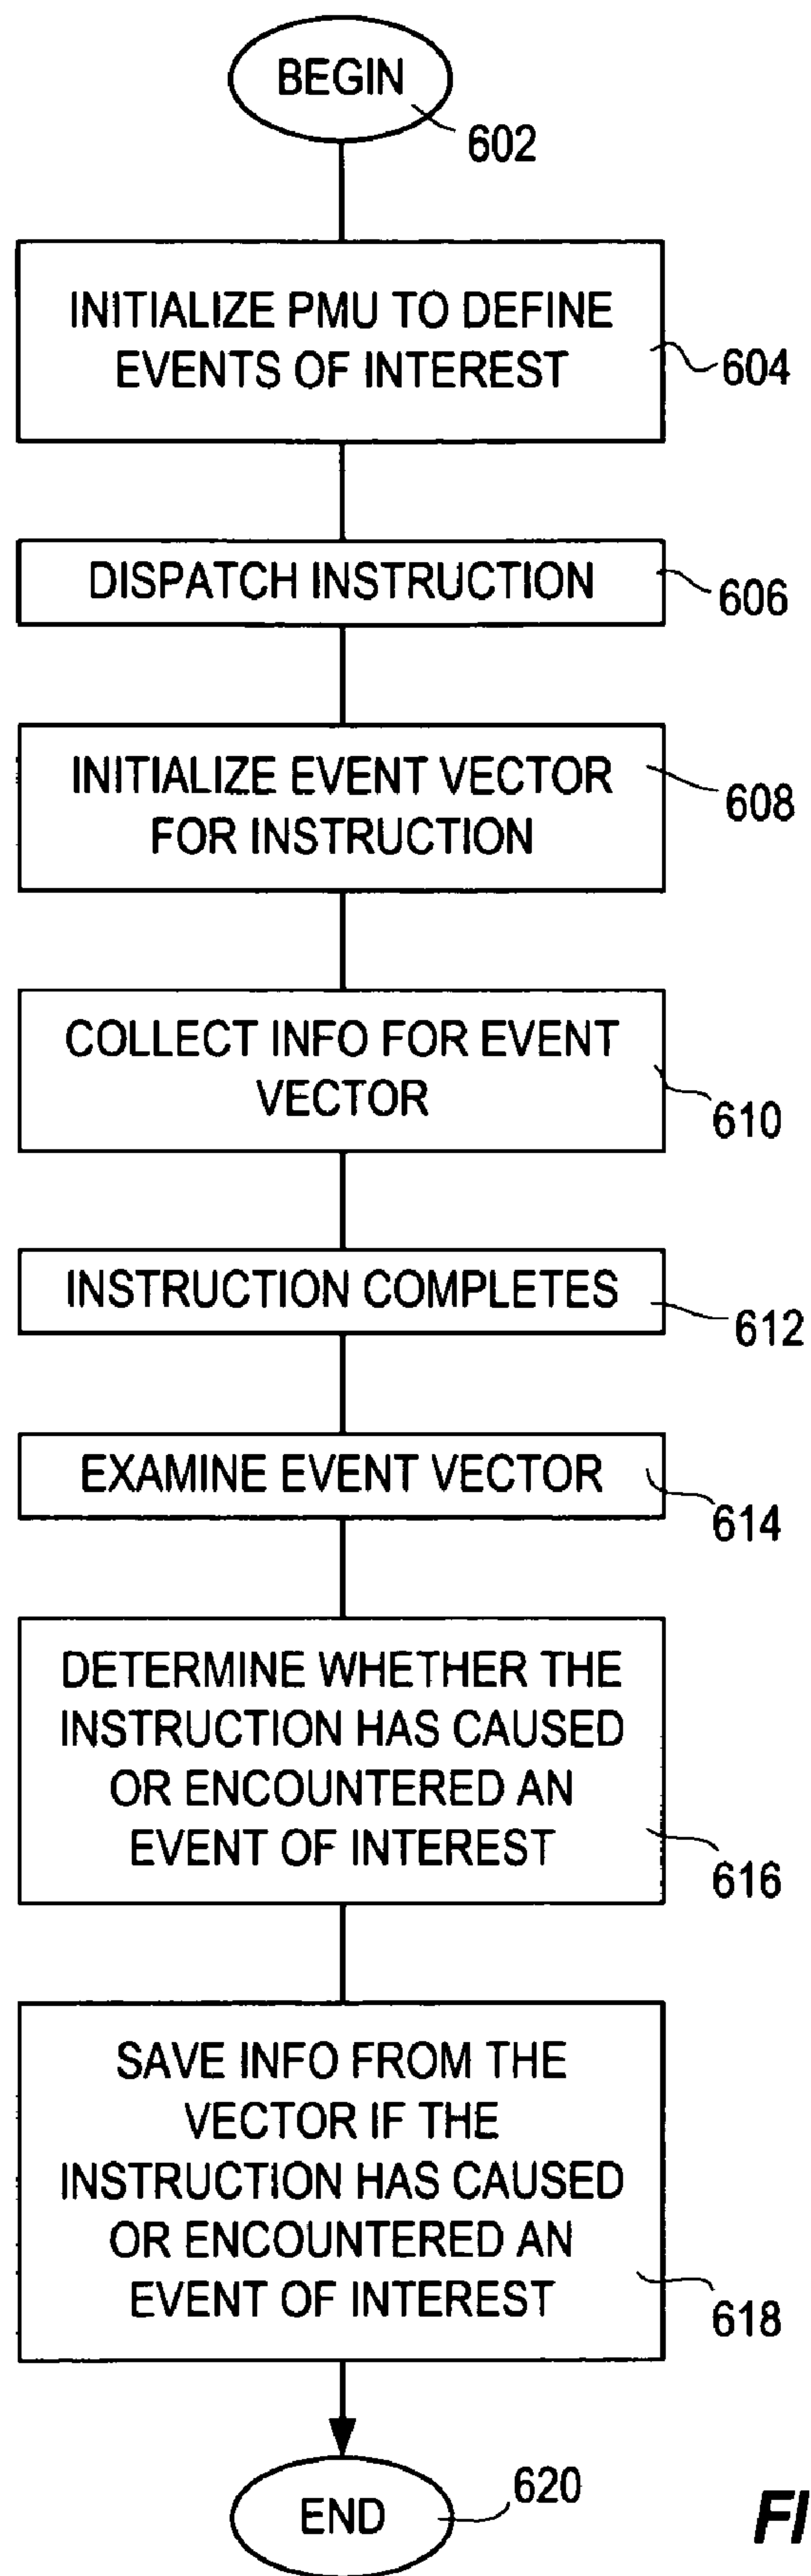 BEGIN
602
INITIALIZE PMU TO DEFINE
EVENTS OF INTEREST
604
DISPATCH INSTRUCTION
606
INITIALIZE EVENT VECTOR
FOR INSTRUCTION
608
COLLECT INFO FOR EVENT
VECTOR
610
INSTRUCTION COMPLETES
612
EXAMINE EVENT VECTOR
614
DETERMINE WHETHER THE
INSTRUCTION HAS CAUSED
OR ENCOUNTERED AN
EVENT OF INTEREST
616
SAVE INFO FROM THE
VECTOR IF THE
INSTRUCTION HAS CAUSED
OR ENCOUNTERED AN
EVENT OF INTEREST
618
END
620
FI